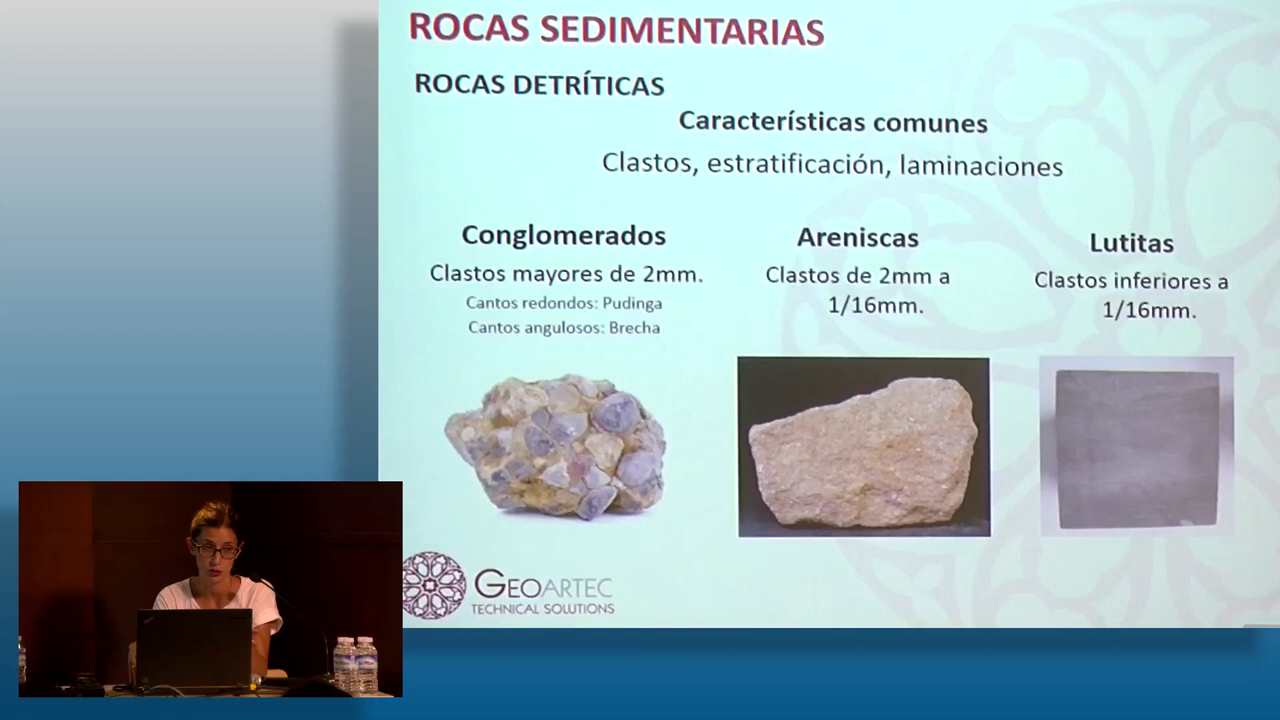 ROCAS SEDIMENTARIAS
ROCAS DETRÍTICAS
Características comunes
Clastos, estratificación, laminaciones
Conglomerados
Clastos mayores de 2mm.
Cantos redondos: Pudinga
Cantos angulosos: Brecha
Areniscas
Clastos de 2mm a
1/16mm.
Lutitas
Clastos inferiores a
1/16mm.
GEOARTEC
TECHNICAL SOLUTIONS